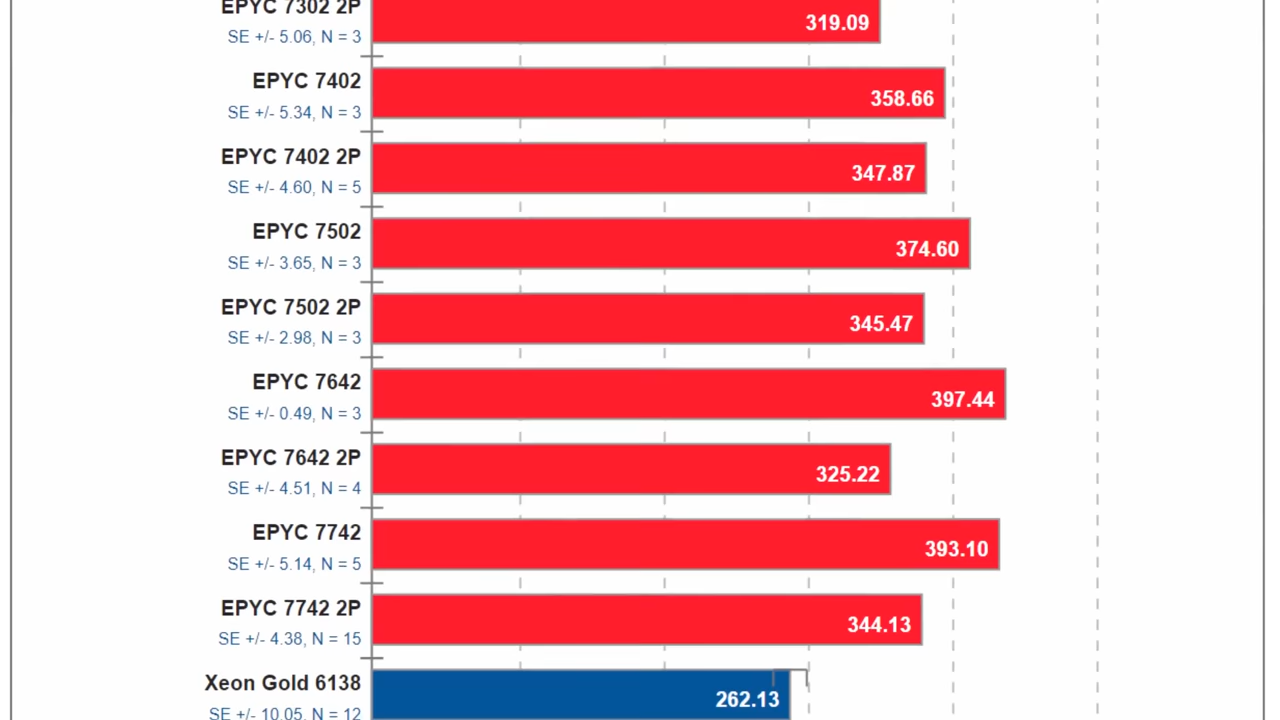 EPYC 7302 2P
319.09
SE +/- 5.06, N = 3
EPYC 7402
358.66
SE +/- 5.34, N = 3
EPYC 7402 2P
347.87
SE +/- 4.60, N = 5
EPYC 7502
374.60
SE +/- 3.65, N = 3
EPYC 7502 2P
345.47
SE +/- 2.98, N = 3
EPYC 7642
397.44
SE +/- 0.49, N = 3
EPYC 7642 2P
325.22
SE +/- 4.51, N = 4
EPYC 7742
393.10
SE +/- 5.14, N = 5
EPYC 7742 2P
344.13
SE +/- 4.38, N = 15
Xeon Gold 6138
262.13
SE +/- 10.05, N = 12